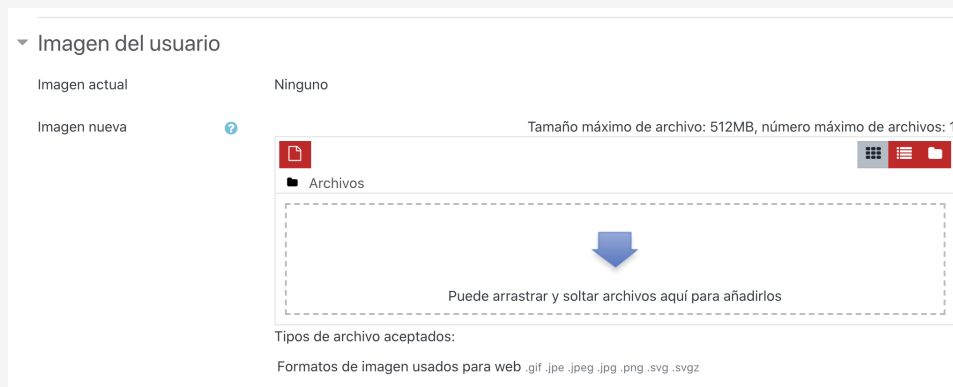 Imagen del usuario
Imagen actual Ninguno
Imagen nueva ? Tamaño máximo de archivo: 512MB, número máximo de archivos: 1
Archivos
Puede arrastrar y soltar archivos aquí para añadirlos
Tipos de archivo aceptados:
Formatos de imagen usados para web .gif .jpe .jpeg .jpg .png .svg .svgz